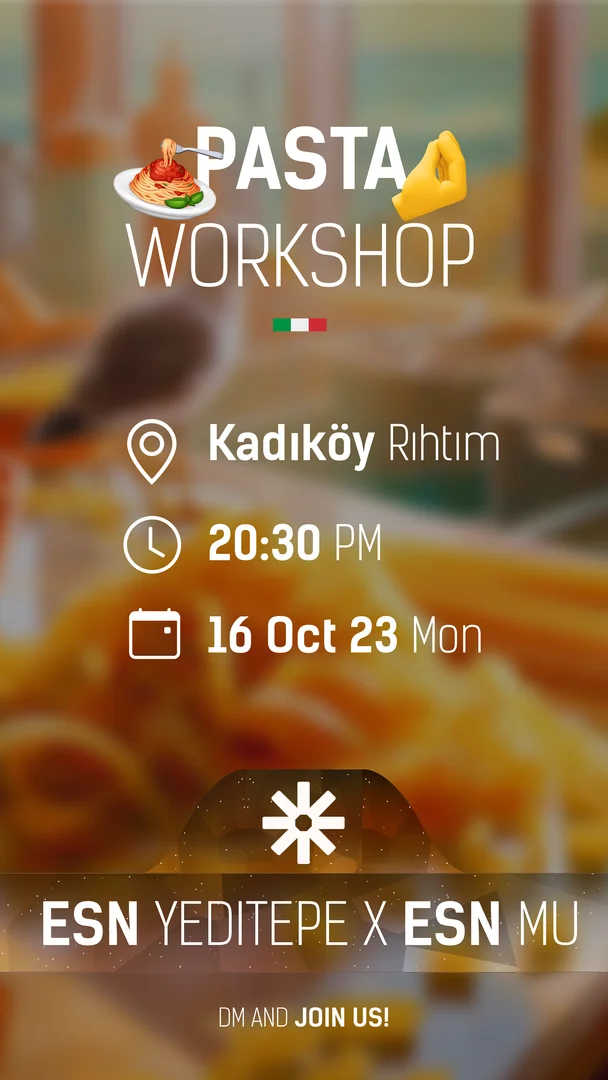 PASTA
WORKSHOP
Kadıköy Rıhtım
20:30 PM
16 Oct 23 Mon
ESN YEDITEPE X ESN MU
DM AND JOIN US!